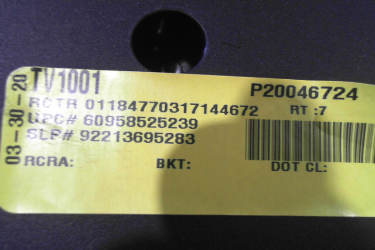 03-30-20
TV1001 P20046724
RCTR 01184770317144672 RT :7
UPC# 60958525239
SLP# 92213695283
RCRA: BKT: DOT CL: